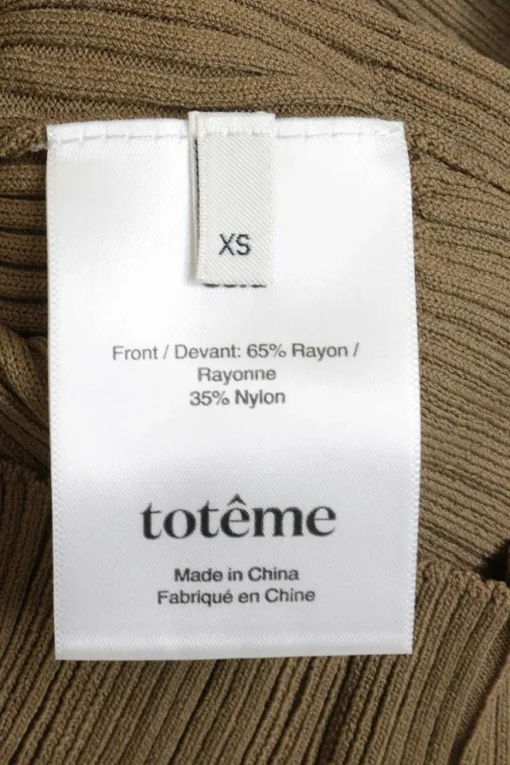 XS
Front / Devant: 65% Rayon /
Rayonne
35% Nylon
totême
Made in China
Fabriqué en Chine